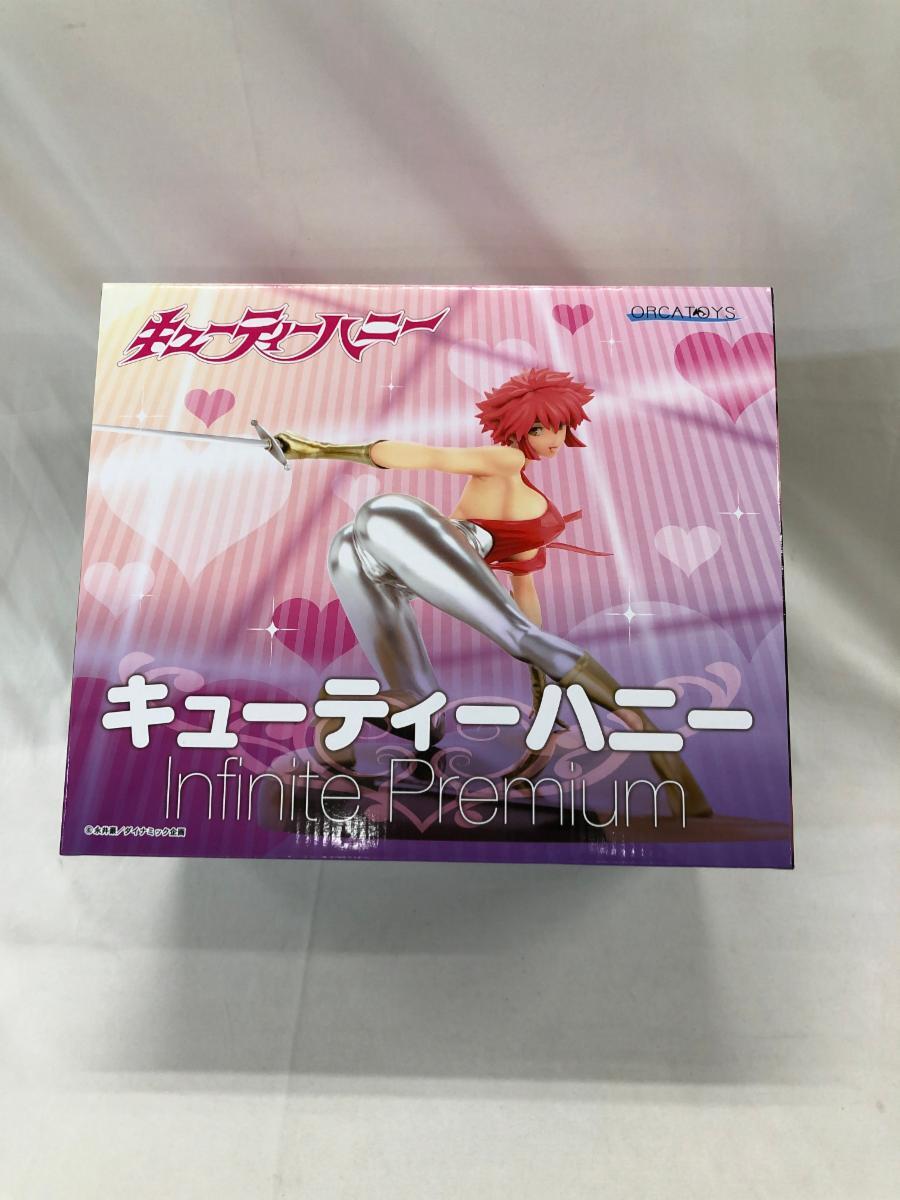 キューティーハニー
ORCATOYS
キューティーハニー
Infinite Premium
©永井豪/ダイナミック企画